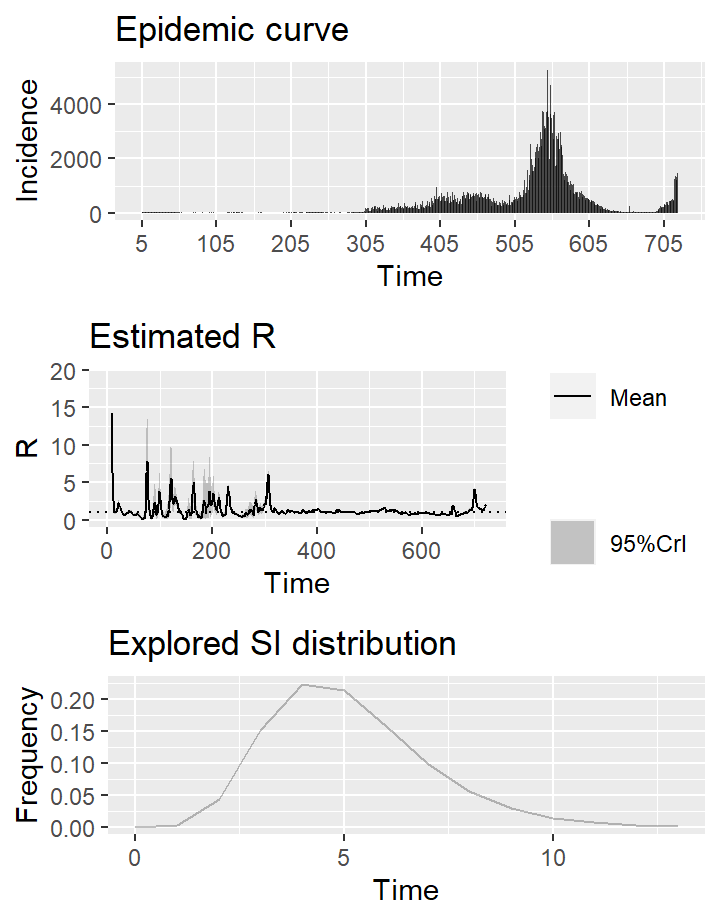 Epidemic curve
Incidence
4000
2000
0
5 105 205 305 405 505 605 705
Time
Estimated R
R
20
15
10
5
0
0 200 400 600
Time
Mean
95%CrI
Explored SI distribution
Frequency
0.20
0.15
0.10
0.05
0.00
0 5 10
Time